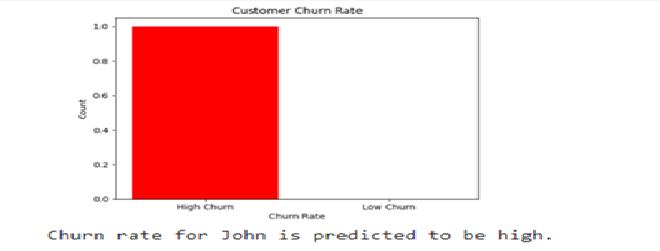 Customer Churn Rate
1.0
0.8
0.6
0.4
0.2
0.0
Count
High Churn Low Churn
Churn Rate
Churn rate for John is predicted to be high.